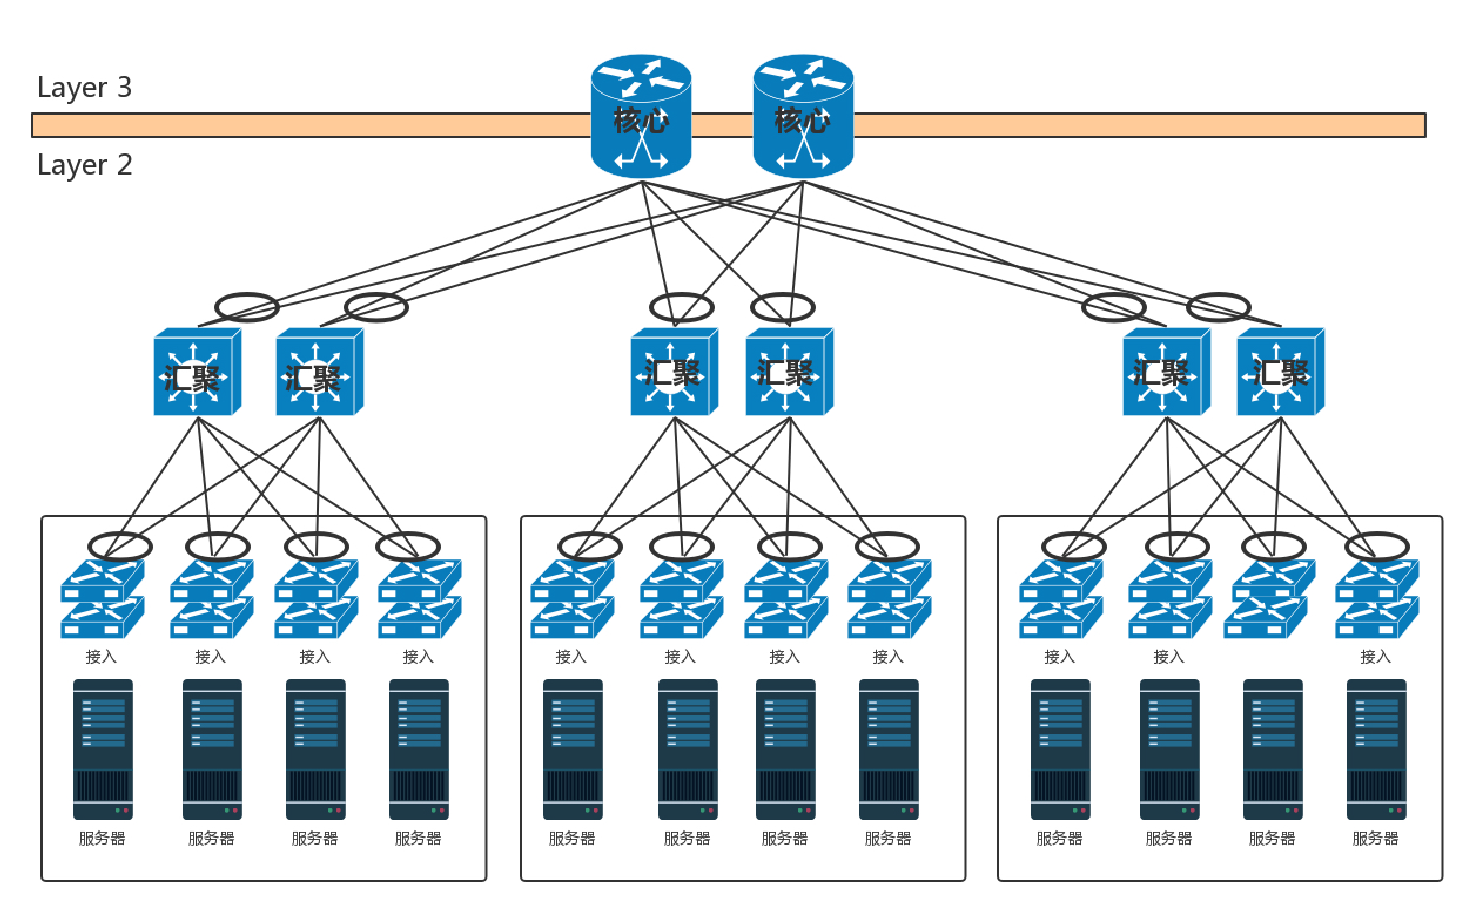 Layer 3
核心
核心
Layer 2
汇聚
汇聚
汇聚
汇聚
汇聚
汇聚
接入
接入
接入
接入
接入
接入
接入
接入
接入
接入
接入
服务器
服务器
服务器
服务器
服务器
服务器
服务器
服务器
服务器
服务器
服务器
服务器